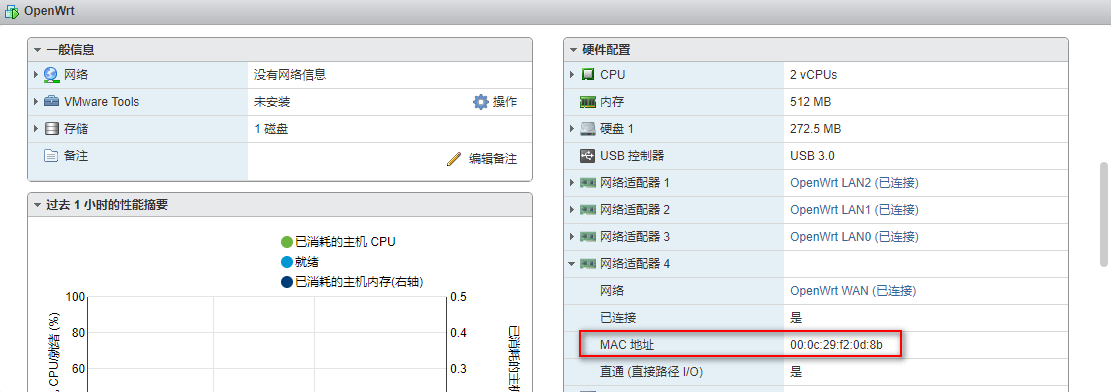 OpenWrt
一般信息
网络 没有网络信息
VMware Tools 未安装 操作
存储 1 磁盘
备注 编辑备注
过去 1 小时的性能摘要
已消耗的主机 CPU
就绪
已消耗的主机内存(右轴)
100 0.5
80 0.4
60 0.3
CPU/就绪 (%)
已消耗的主机
硬件配置
CPU 2 vCPUs
内存 512 MB
硬盘 1 272.5 MB
USB 控制器 USB 3.0
网络适配器 1 OpenWrt LAN2 (已连接)
网络适配器 2 OpenWrt LAN1 (已连接)
网络适配器 3 OpenWrt LAN0 (已连接)
网络适配器 4
网络 OpenWrt WAN (已连接)
已连接 是
MAC 地址 00:0c:29:f2:0d:8b
直通 (直接路径 I/O) 是